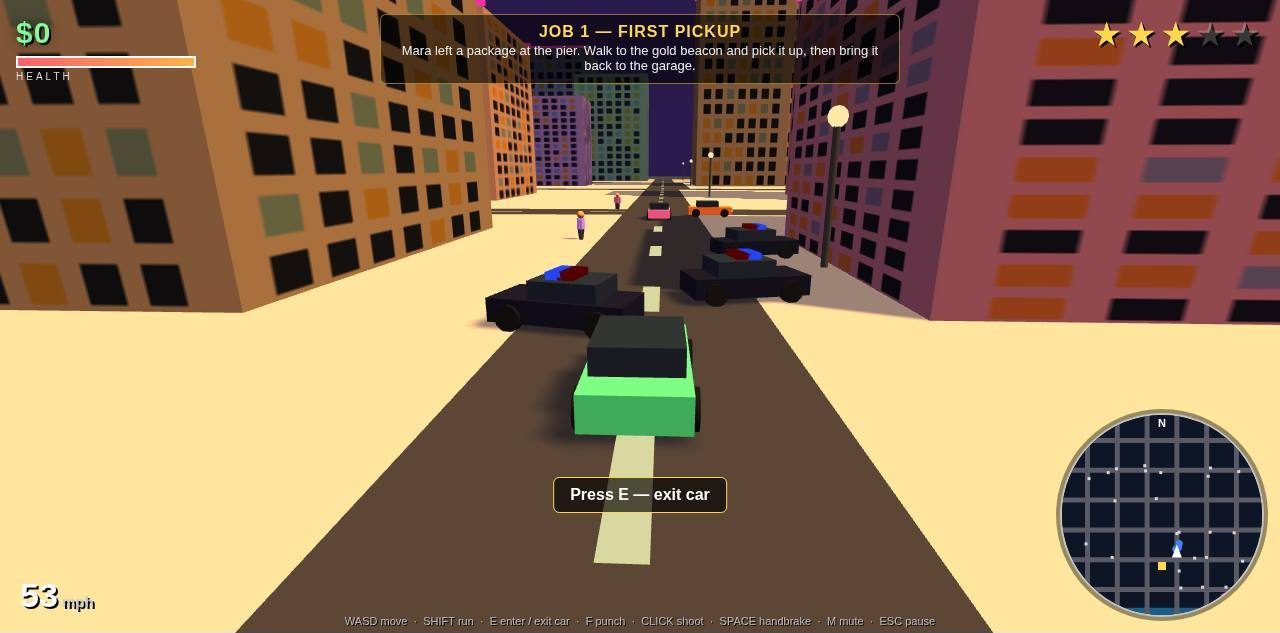 $0
HEALTH
JOB 1 — FIRST PICKUP
Mara left a package at the pier. Walk to the gold beacon and pick it up, then bring it
back to the garage.
N
Press E — exit car
53 mph
WASD move · SHIFT run · E enter / exit car · F punch · CLICK shoot · SPACE handbrake · M mute · ESC pause